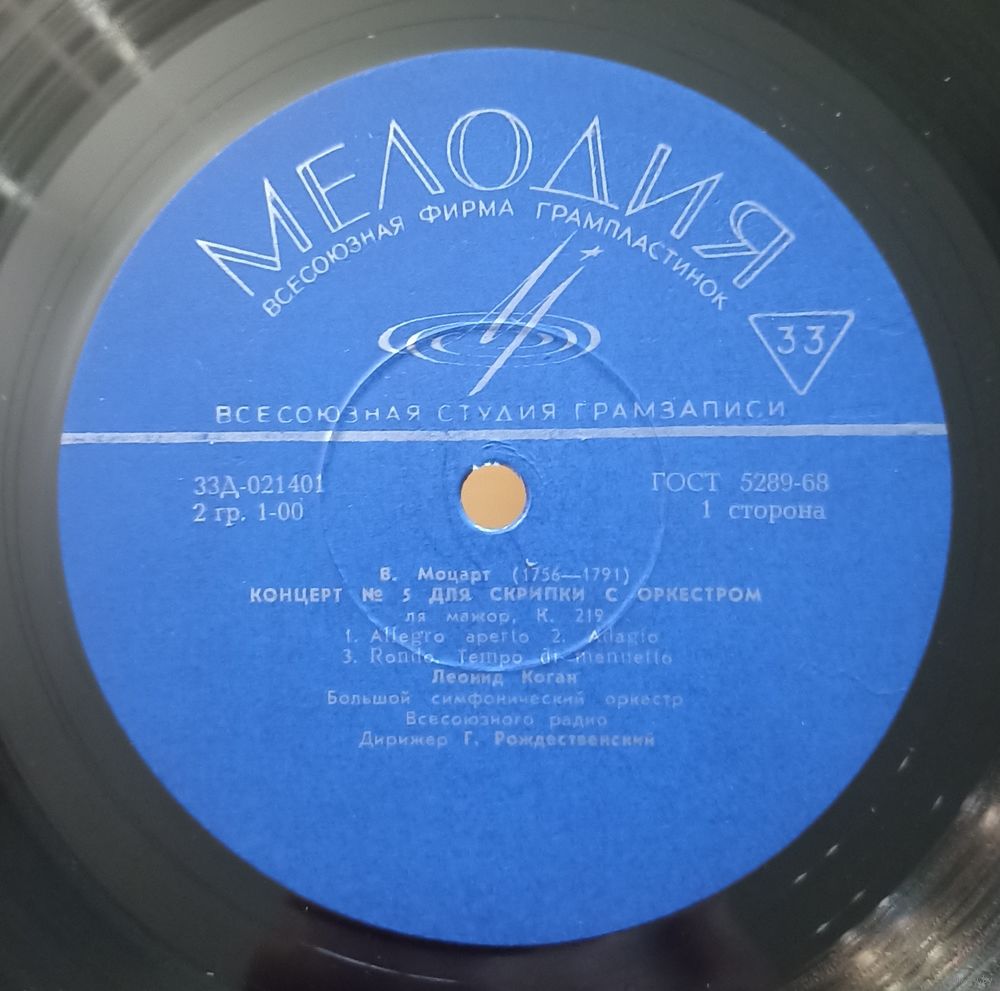 МЕЛОДИЯ
ВСЕСОЮЗНАЯ ФИРМА ГРАМПЛАСТИНОК
33
ВСЕСОЮЗНАЯ СТУДИЯ ГРАМЗАПИСИ
33Д-021401
ГОСТ 5289-68
2 гр. 1-00
1 сторона
В. Моцарт (1756—1791)
КОНЦЕРТ № 5 ДЛЯ СКРИПКИ С ОРКЕСТРОМ
ля мажор, К. 219
1. Allegro aperto 2. Adagio
3. Rondo. Tempo di menuetto
Леонид Коган
Большой симфонический оркестр
Всесоюзного радио
Дирижер Г. Рождественский